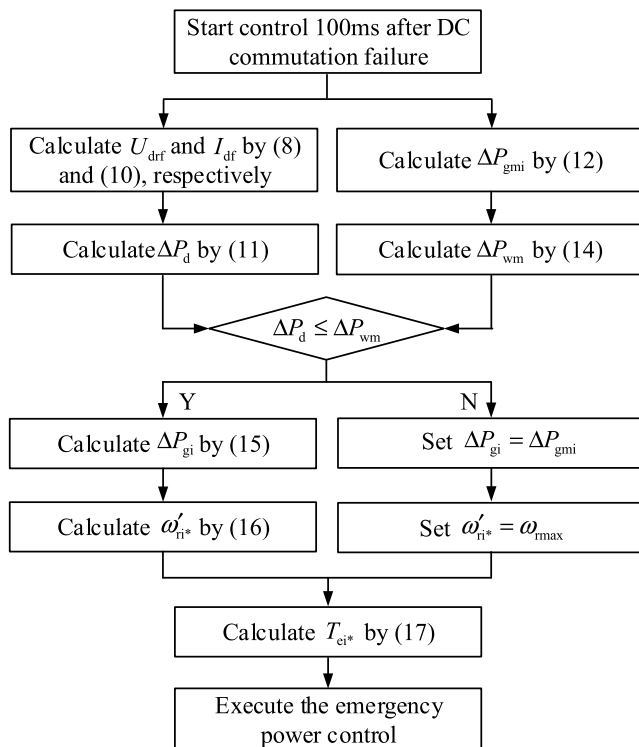 Start control 100ms after DC
commutation failure
Calculate U_drf and I_df by (8)
and (10), respectively
Calculate ΔP_gmi by (12)
Calculate ΔP_d by (11)
Calculate ΔP_wm by (14)
ΔP_d ≤ ΔP_wm
Y
N
Calculate ΔP_gi by (15)
Set ΔP_gi = ΔP_gmi
Calculate ω′_ri* by (16)
Set ω′_ri* = ω_rmax
Calculate T_ei* by (17)
Execute the emergency
power control